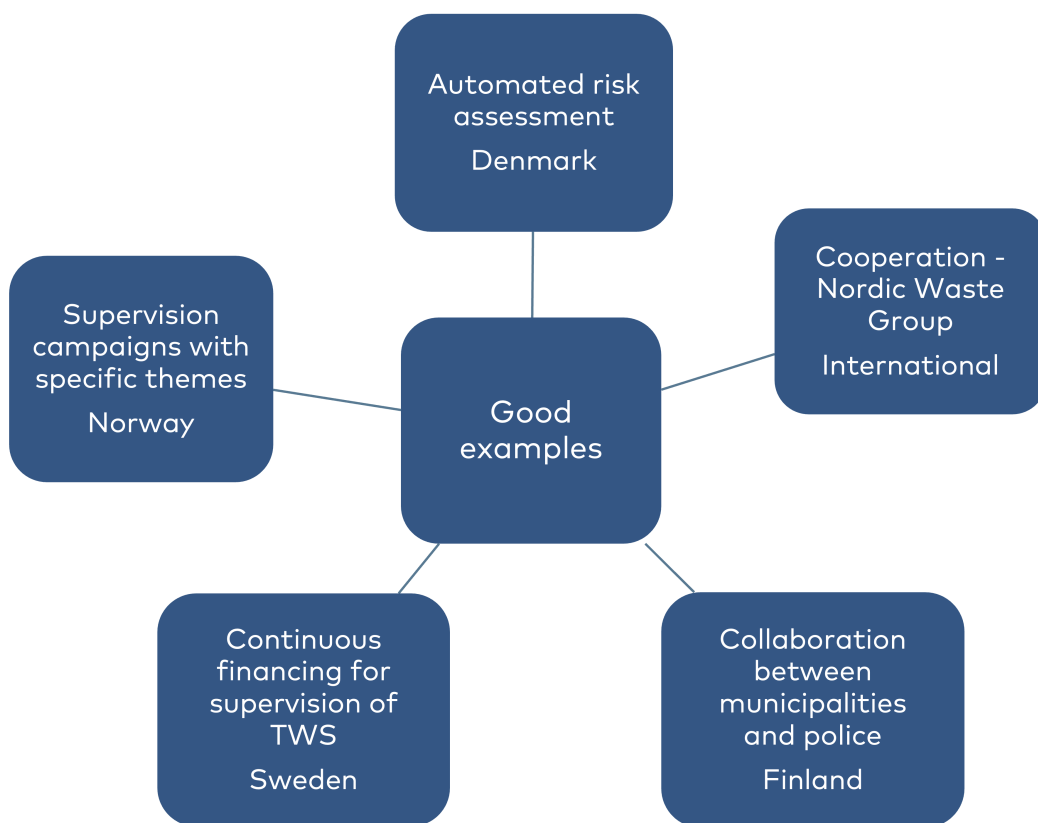 Automated risk
assessment
Denmark
Cooperation -
Nordic Waste
Group
International
Supervision
campaigns with
specific themes
Norway
Good
examples
Continuous
financing for
supervision of
TWS
Sweden
Collaboration
between
municipalities
and police
Finland